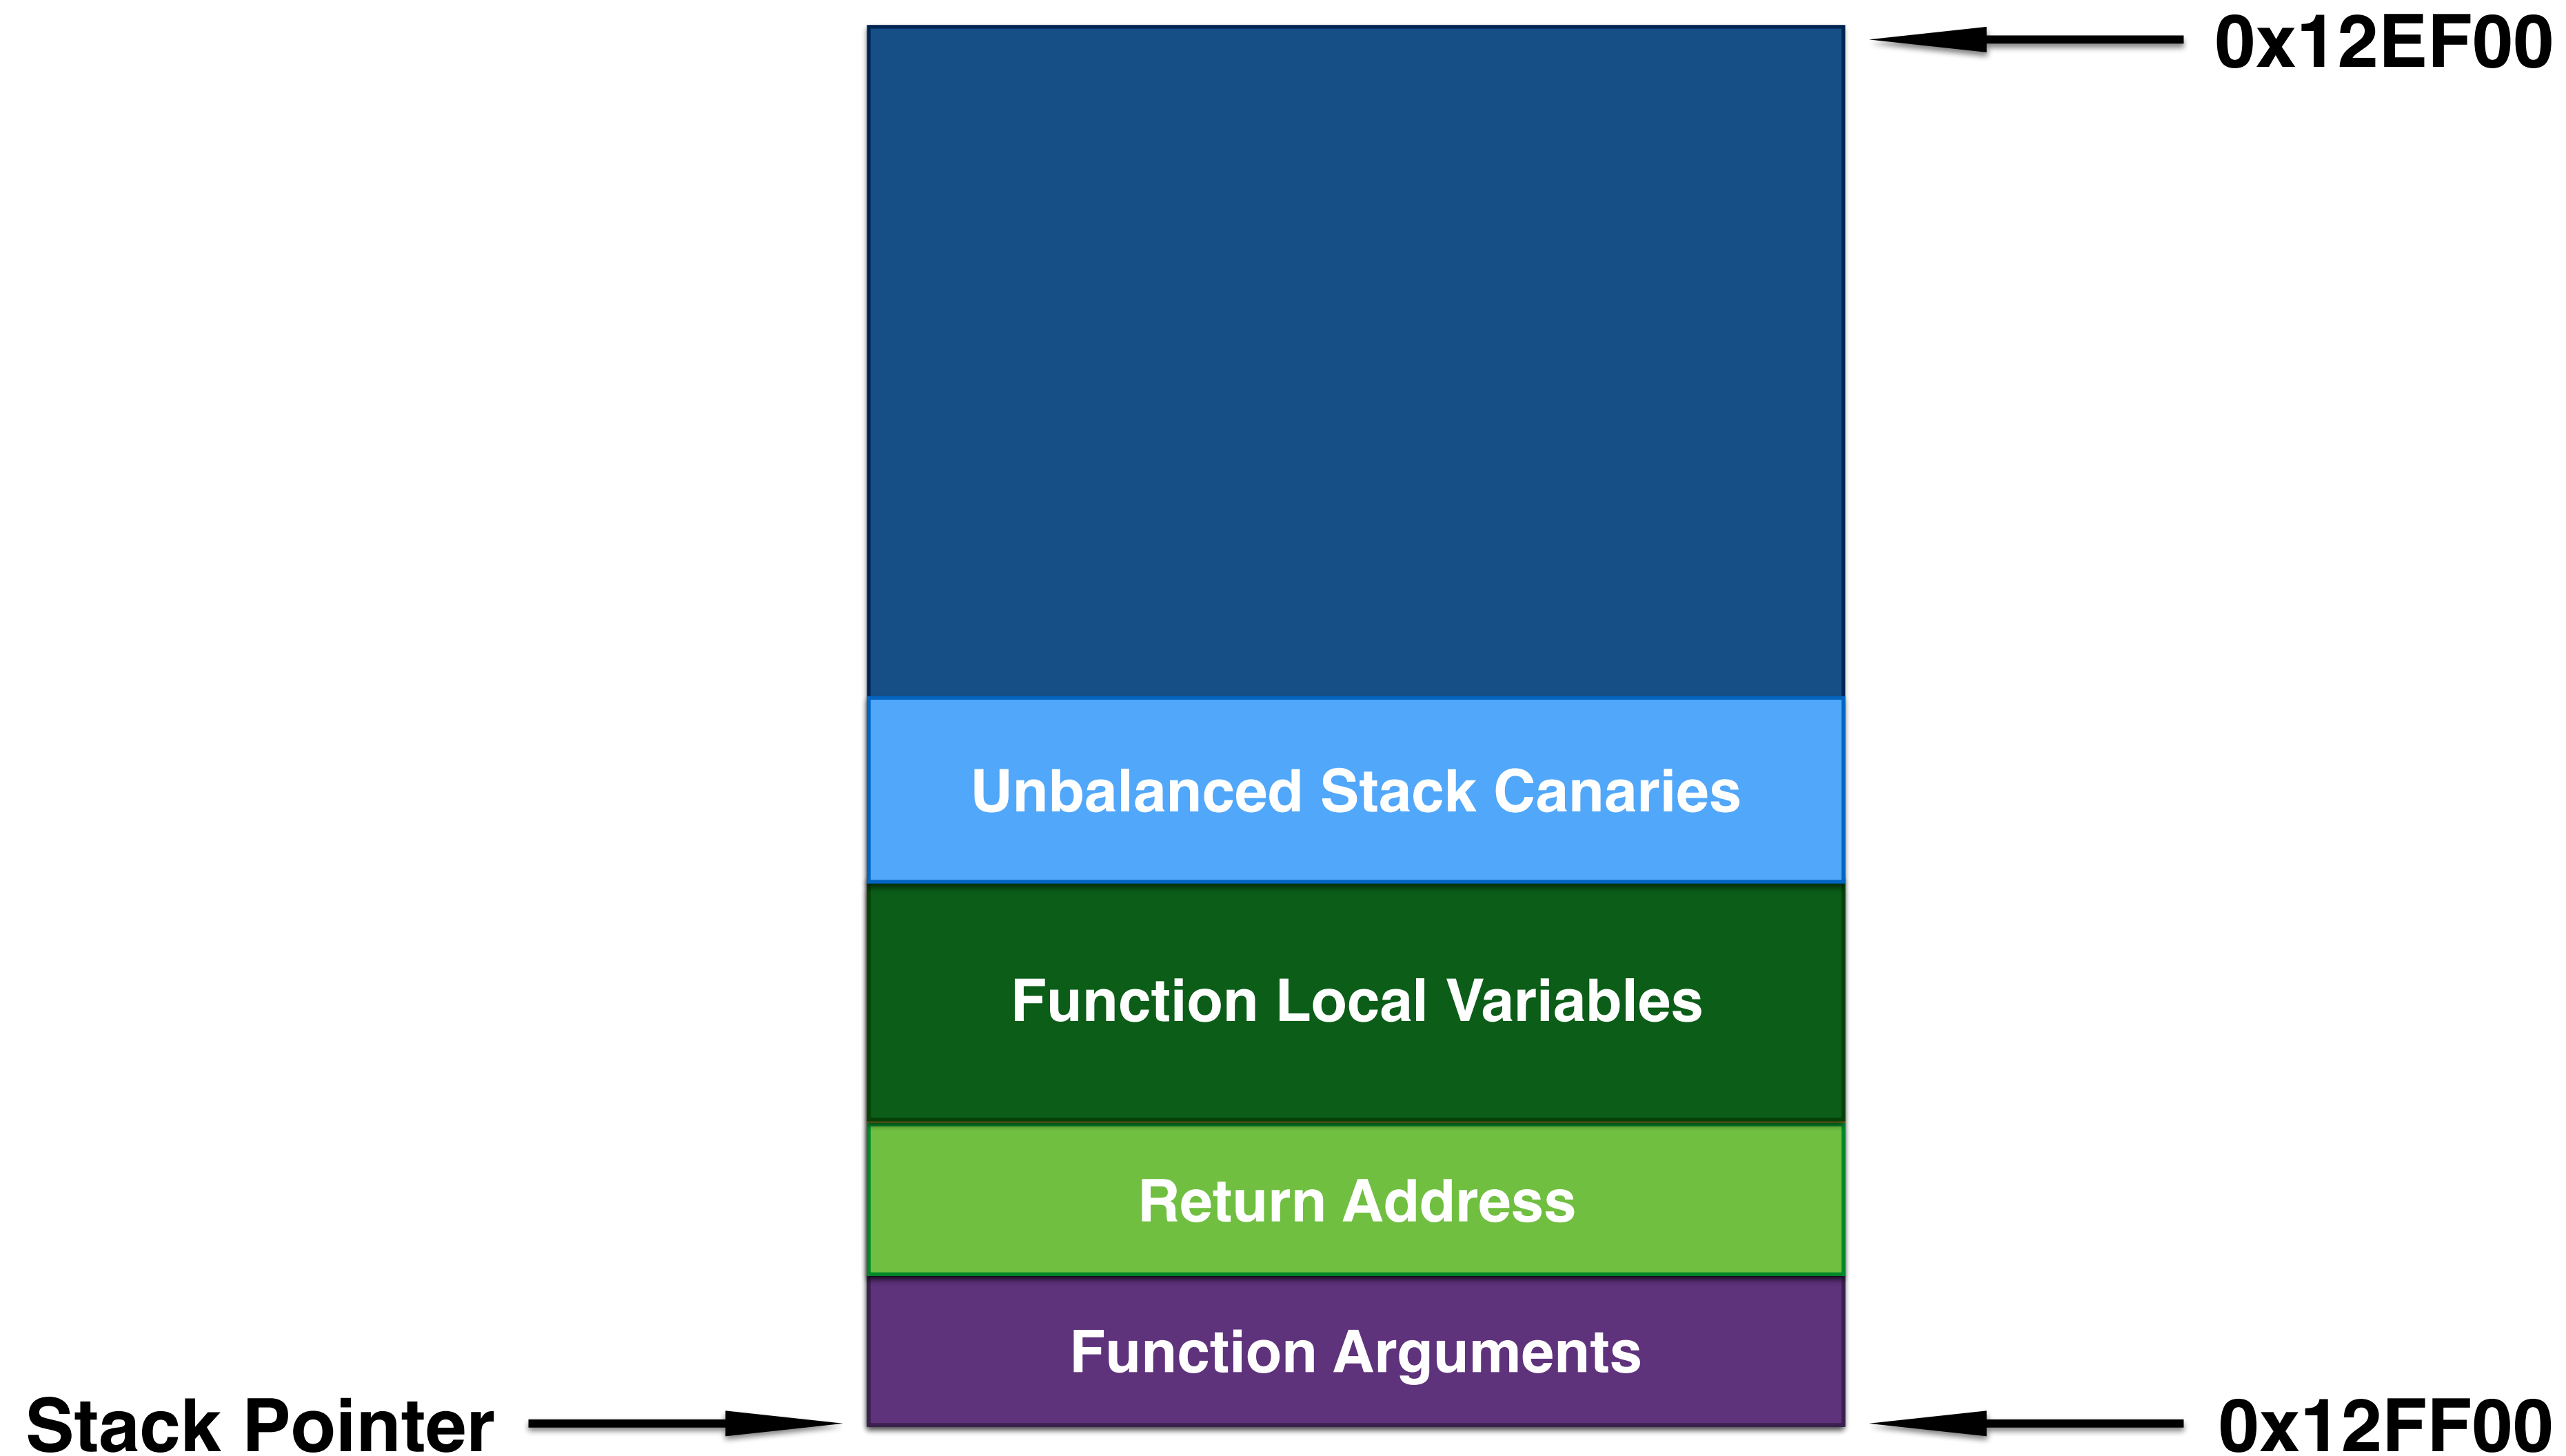 0x12EF00
Unbalanced Stack Canaries
Function Local Variables
Return Address
Function Arguments
Stack Pointer
0x12FF00